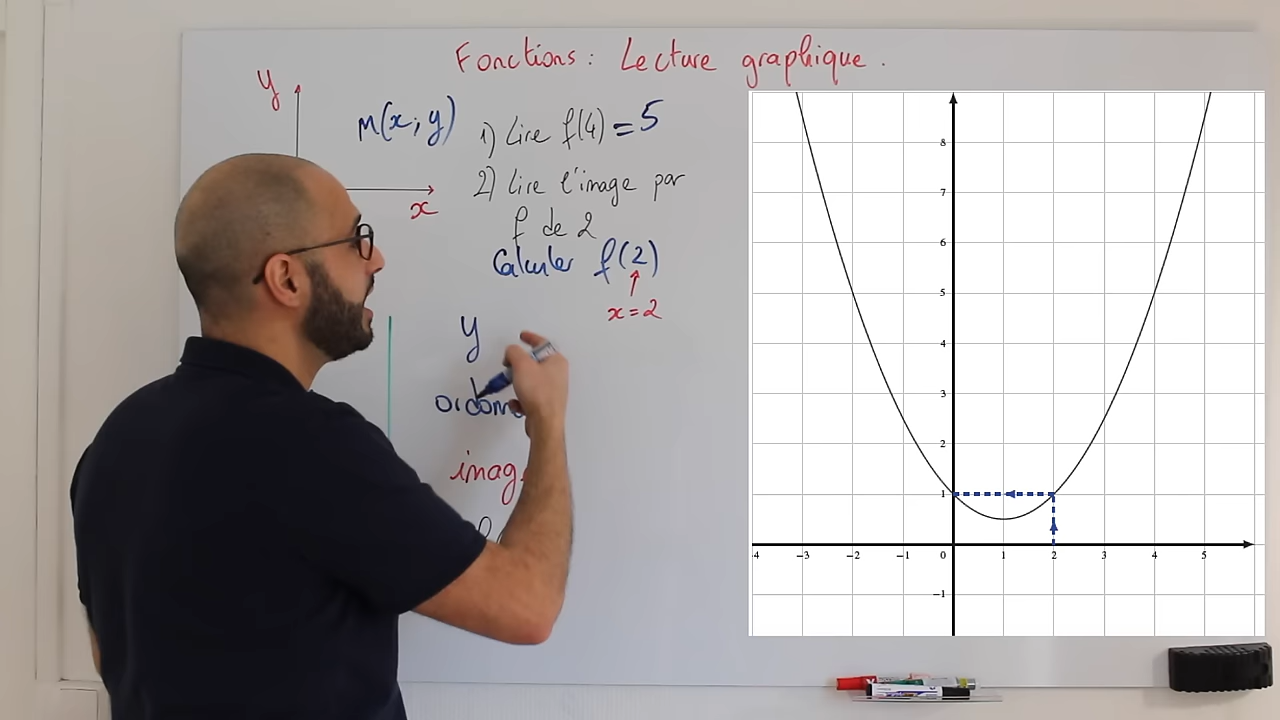 Fonctions : Lecture graphique.
y
x
M(x; y)
1) Lire f(4) = 5
2) Lire l'image par
f de 2
Calculer f(2)
x = 2
y
8
7
6
5
4
3
2
1
-4 -3 -2 -1 0 1 2 3 4 5
-1